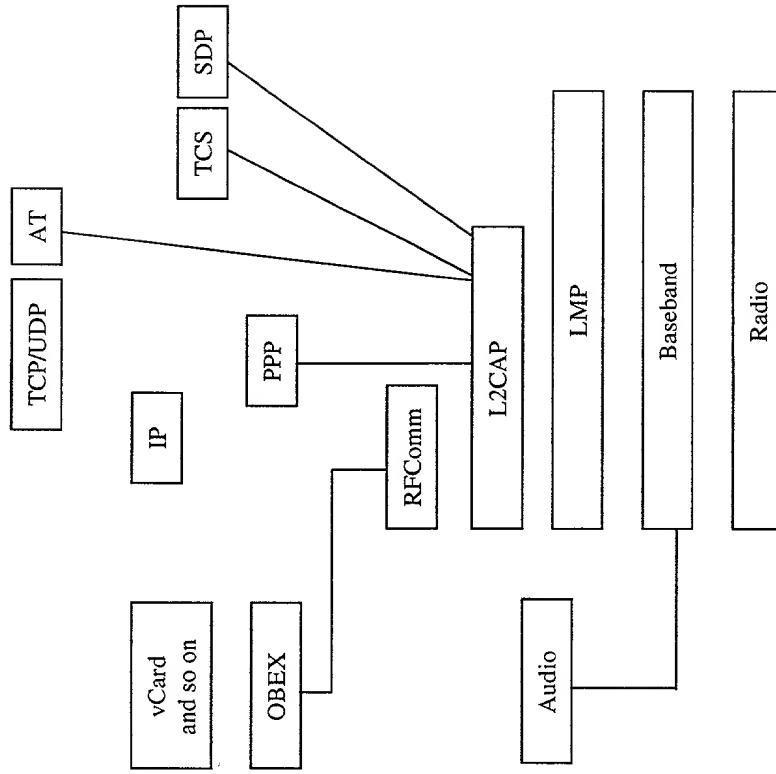 TCP/UDP
AT
vCard
and so on
IP
TCS
SDP
OBEX
PPP
RFComm
L2CAP
Audio
LMP
Baseband
Radio